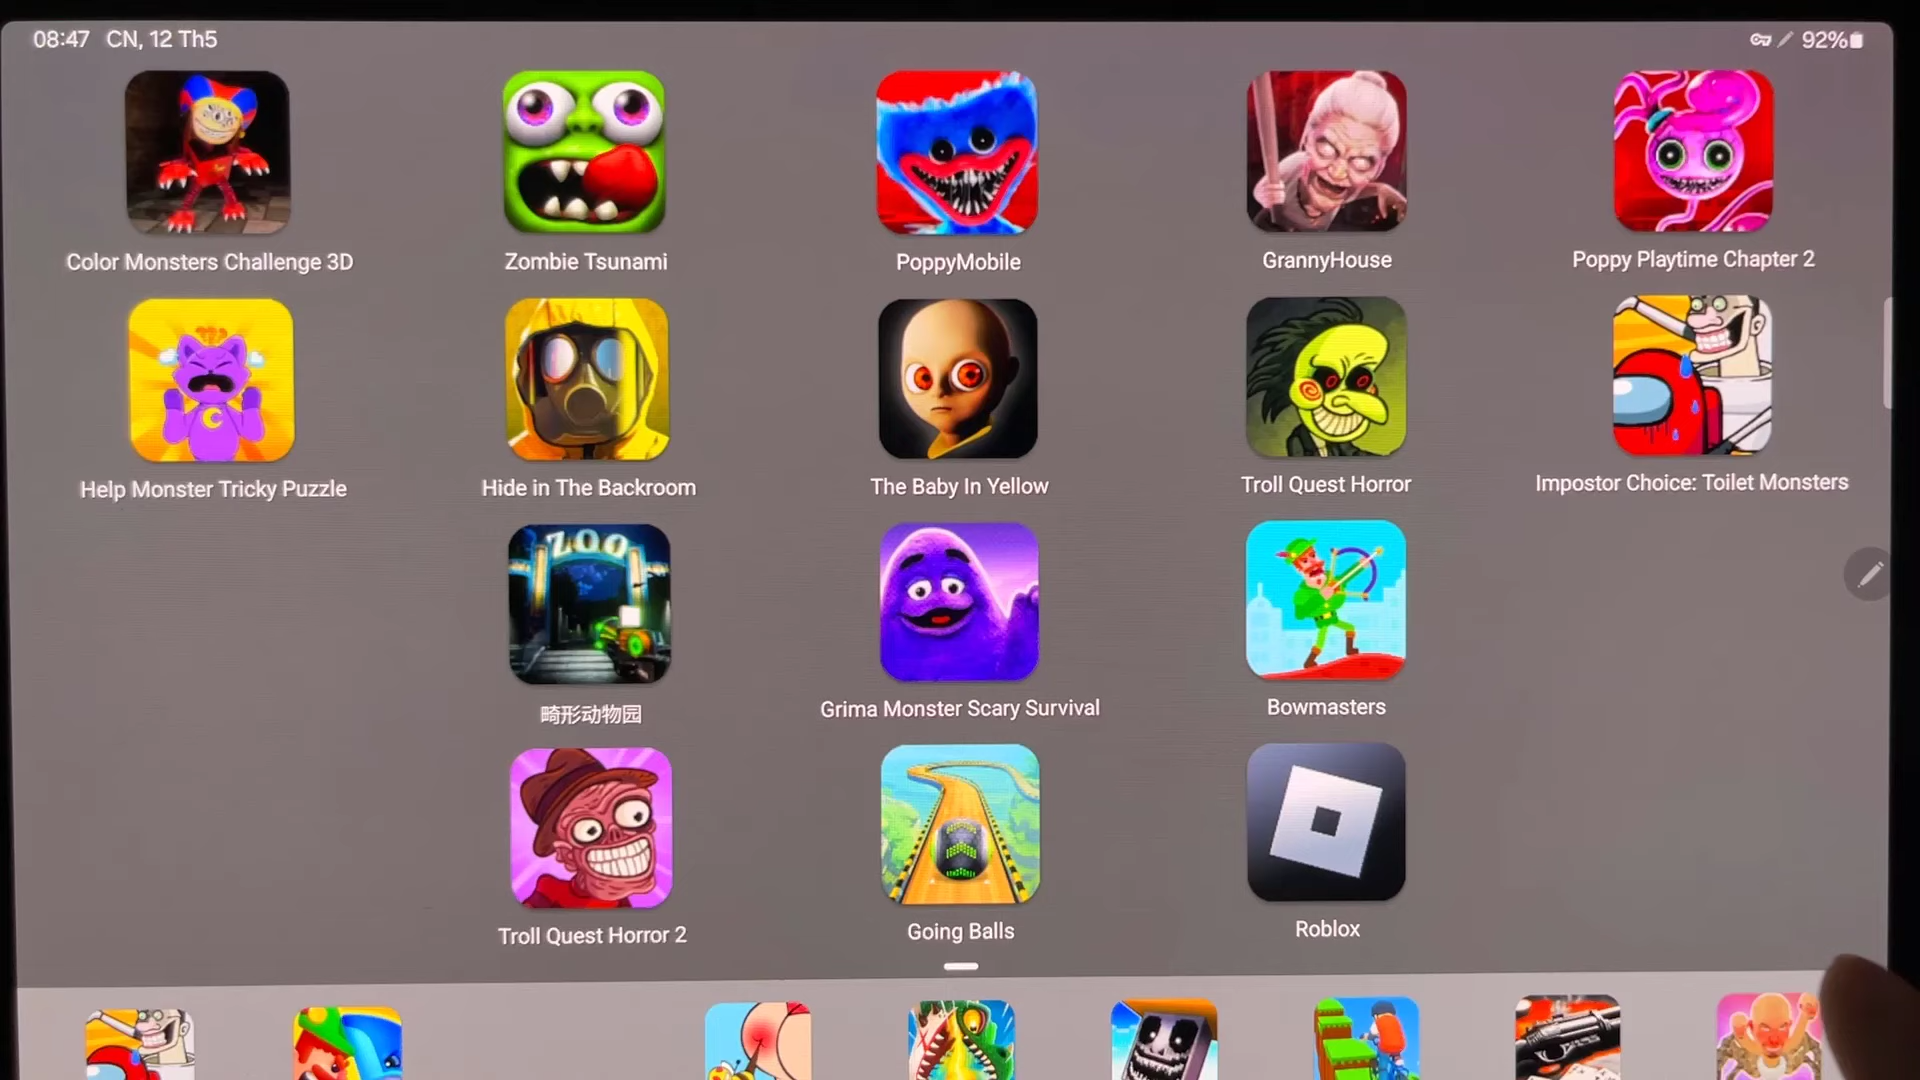 08:47 CN, 12 Th5
92%
Color Monsters Challenge 3D
Zombie Tsunami
PoppyMobile
GrannyHouse
Poppy Playtime Chapter 2
Help Monster Tricky Puzzle
Hide in The Backroom
The Baby In Yellow
Troll Quest Horror
Impostor Choice: Toilet Monsters
ZOO
畸形动物园
Grima Monster Scary Survival
Bowmasters
Troll Quest Horror 2
Going Balls
Roblox